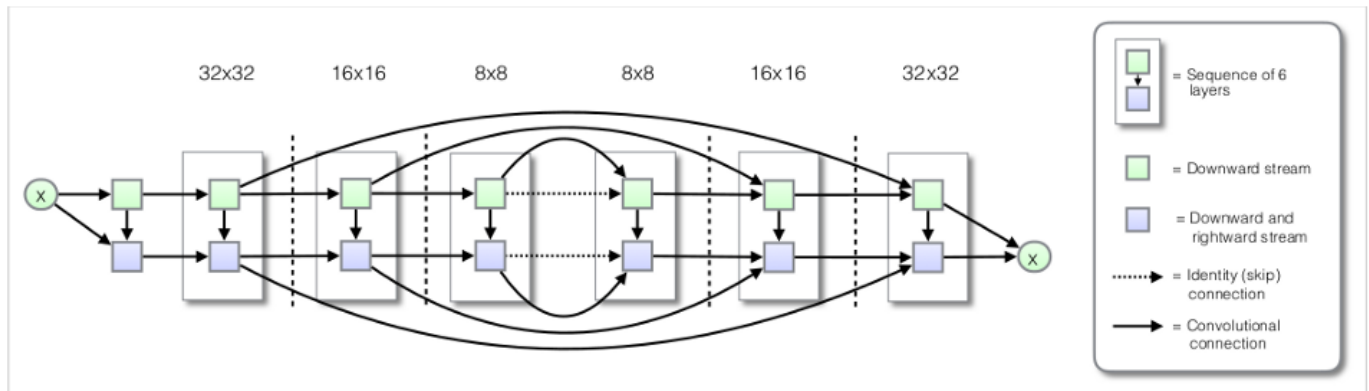 32x32
16x16
8x8
8x8
16x16
32x32
x
x
= Sequence of 6
layers
= Downward stream
= Downward and
rightward stream
= Identity (skip)
connection
= Convolutional
connection